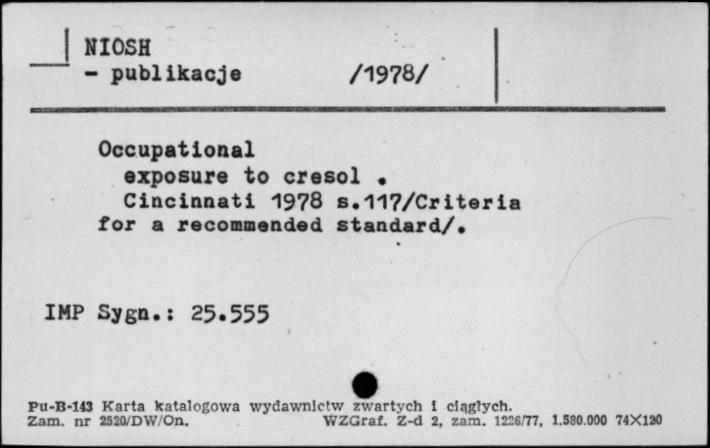 NIOSH
- publikacje /1978/
Occupational
exposure to cresol .
Cincinnati 1978 s.117/Criteria
for a recommended standard/.
IMP Sygn.: 25.555
Pu-B-143 Karta katalogowa wydawnictw zwartych i ciągłych.
Zam. nr 2520/DW/On. WZGraf. Z-d 2, zam. 1226/77, 1.580.000 74×120